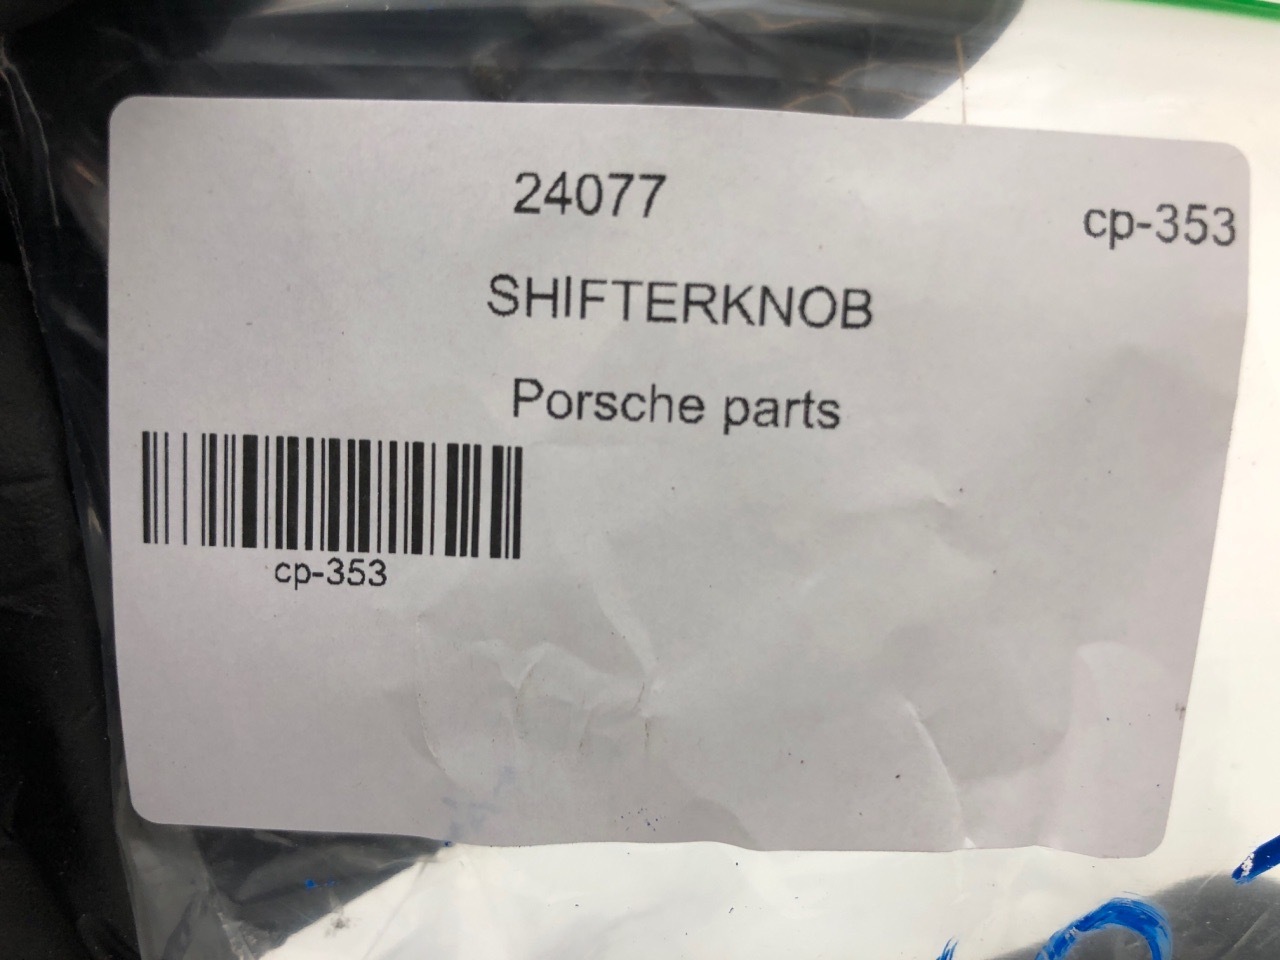 24077
cp-353
SHIFTERKNOB
Porsche parts
cp-353